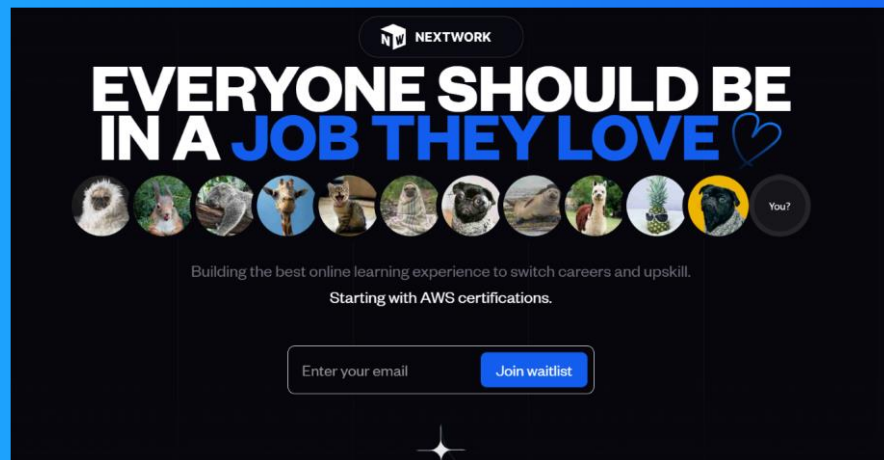 NW NEXTWORK
EVERYONE SHOULD BE
IN A JOB THEY LOVE
You?
Building the best online learning experience to switch careers and upskill.
Starting with AWS certifications.
Enter your email Join waitlist